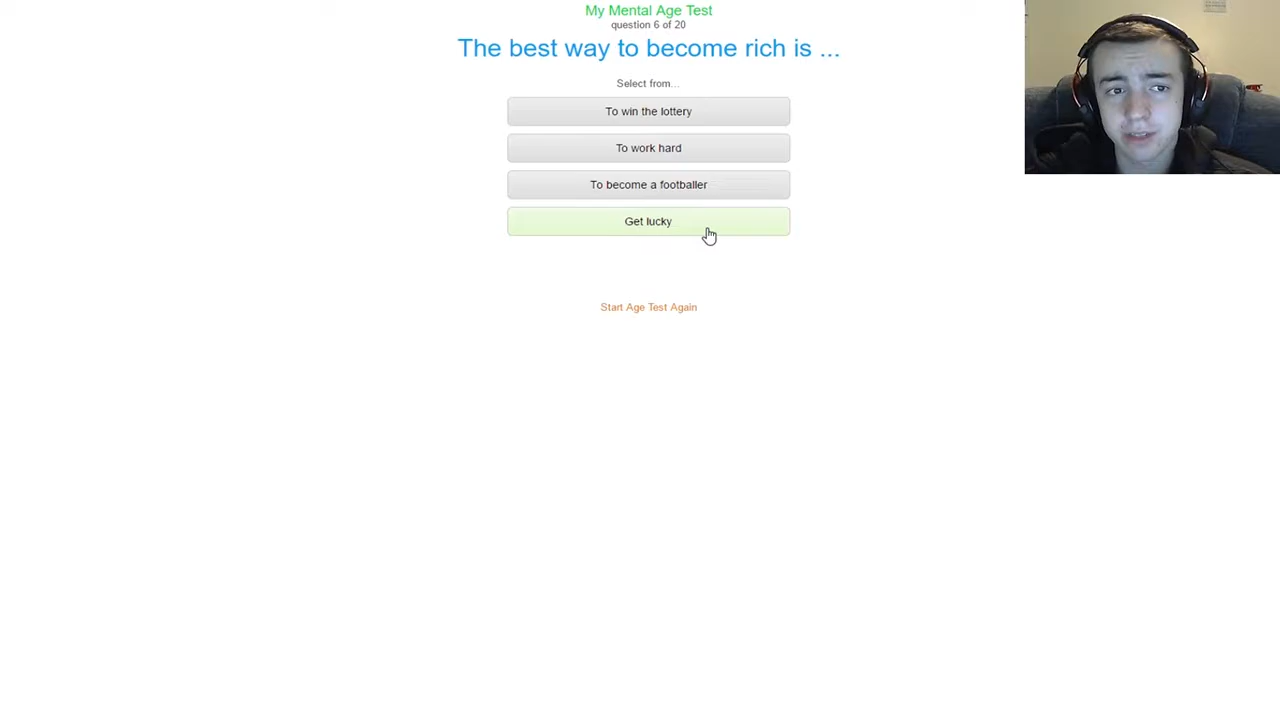 My Mental Age Test
question 6 of 20
The best way to become rich is ...
Select from...
To win the lottery
To work hard
To become a footballer
Get lucky
Start Age Test Again